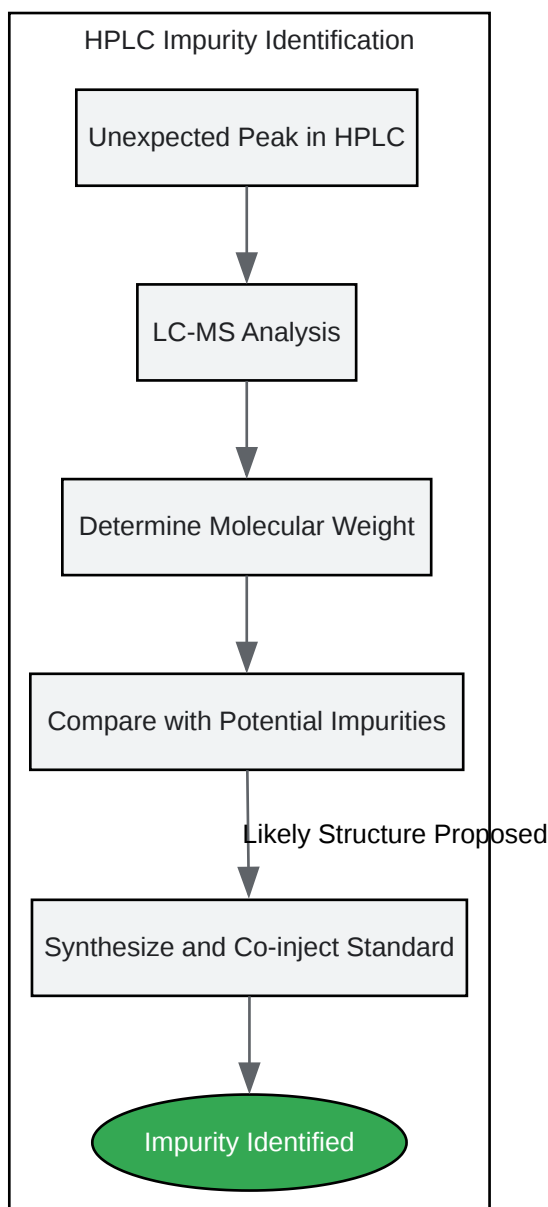 HPLC Impurity Identification
Unexpected Peak in HPLC
LC-MS Analysis
Determine Molecular Weight
Compare with Potential Impurities
Likely Structure Proposed
Synthesize and Co-inject Standard
Impurity Identified